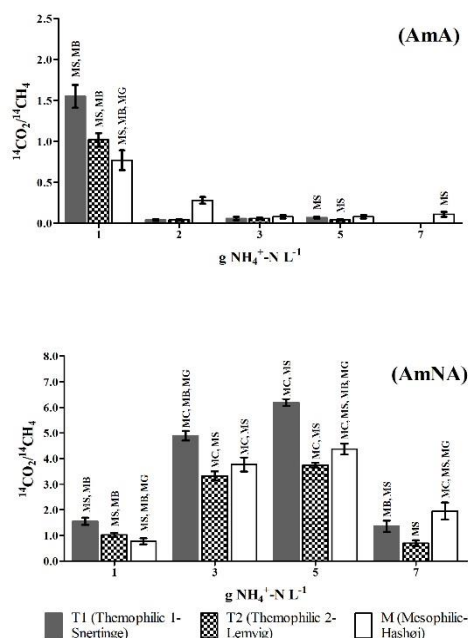 (AmA)
¹⁴CO₂/¹⁴CH₄
2.5
2.0
1.5
1.0
0.5
0.0
MS, MB
MS, MB
MS, MB, MG
MS
MS
MS
1 2 3 5 7
g NH₄⁺-N L⁻¹
(AmNA)
¹⁴CO₂/¹⁴CH₄
8.0
7.0
6.0
5.0
4.0
3.0
2.0
1.0
0.0
MS, MB
MS, MB
MS, MB, MG
MC, MB, MG
MC, MS
MC, MS
MC, MS
MC, MS
MC, MS, MB, MG
MB, MS
MC, MS
MC, MS, MG
1 3 5 7
g NH₄⁺-N L⁻¹
T1 (Themophilic 1-
Snertinge)
T2 (Themophilic 2-
Lemvig)
M (Mesophilic-
Hashøj)